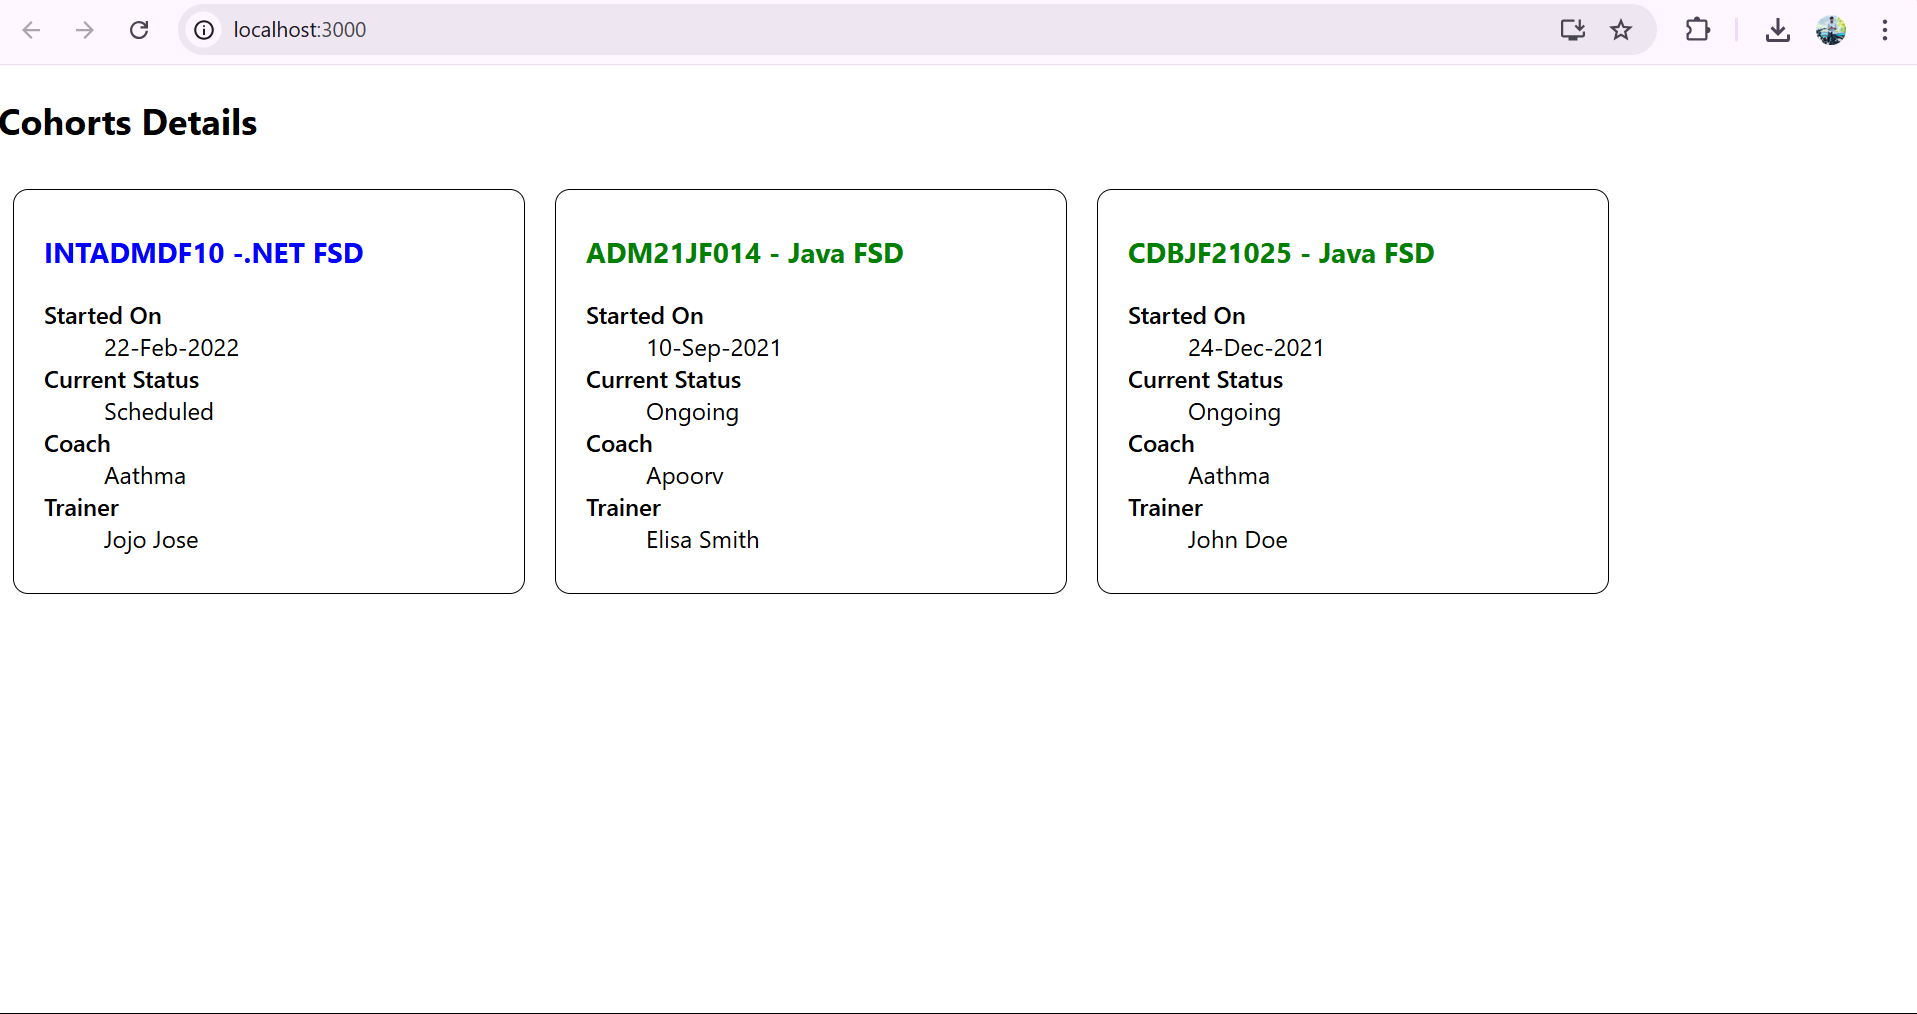 localhost:3000
Cohorts Details
INTADMDF10 -.NET FSD
Started On
22-Feb-2022
Current Status
Scheduled
Coach
Aathma
Trainer
Jojo Jose
ADM21JF014 - Java FSD
Started On
10-Sep-2021
Current Status
Ongoing
Coach
Apoorv
Trainer
Elisa Smith
CDBJF21025 - Java FSD
Started On
24-Dec-2021
Current Status
Ongoing
Coach
Aathma
Trainer
John Doe